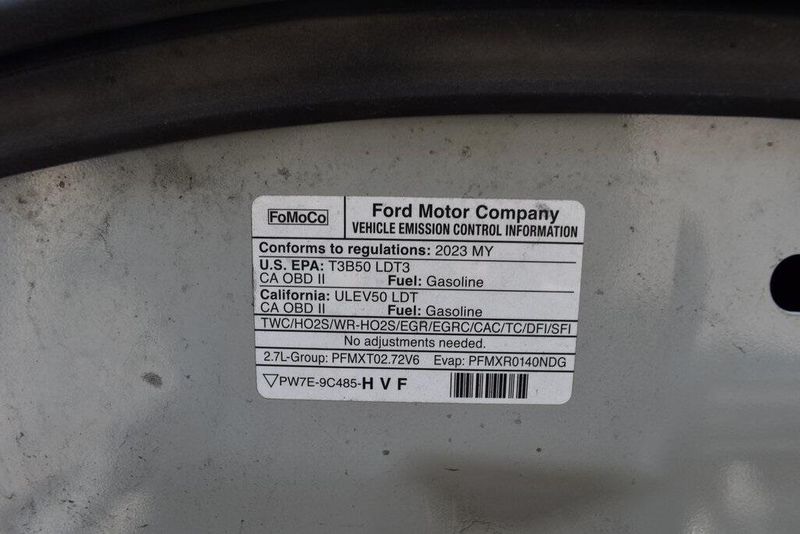 FoMoCo
Ford Motor Company
VEHICLE EMISSION CONTROL INFORMATION
Conforms to regulations: 2023 MY
U.S. EPA: T3B50 LDT3
CA OBD II Fuel: Gasoline
California: ULEV50 LDT
CA OBD II Fuel: Gasoline
TWC/HO2S/WR-HO2S/EGR/EGRC/CAC/TC/DFI/SFI
No adjustments needed.
2.7L-Group: PFMXT02.72V6 Evap: PFMXR0140NDG
PW7E-9C485-HVF